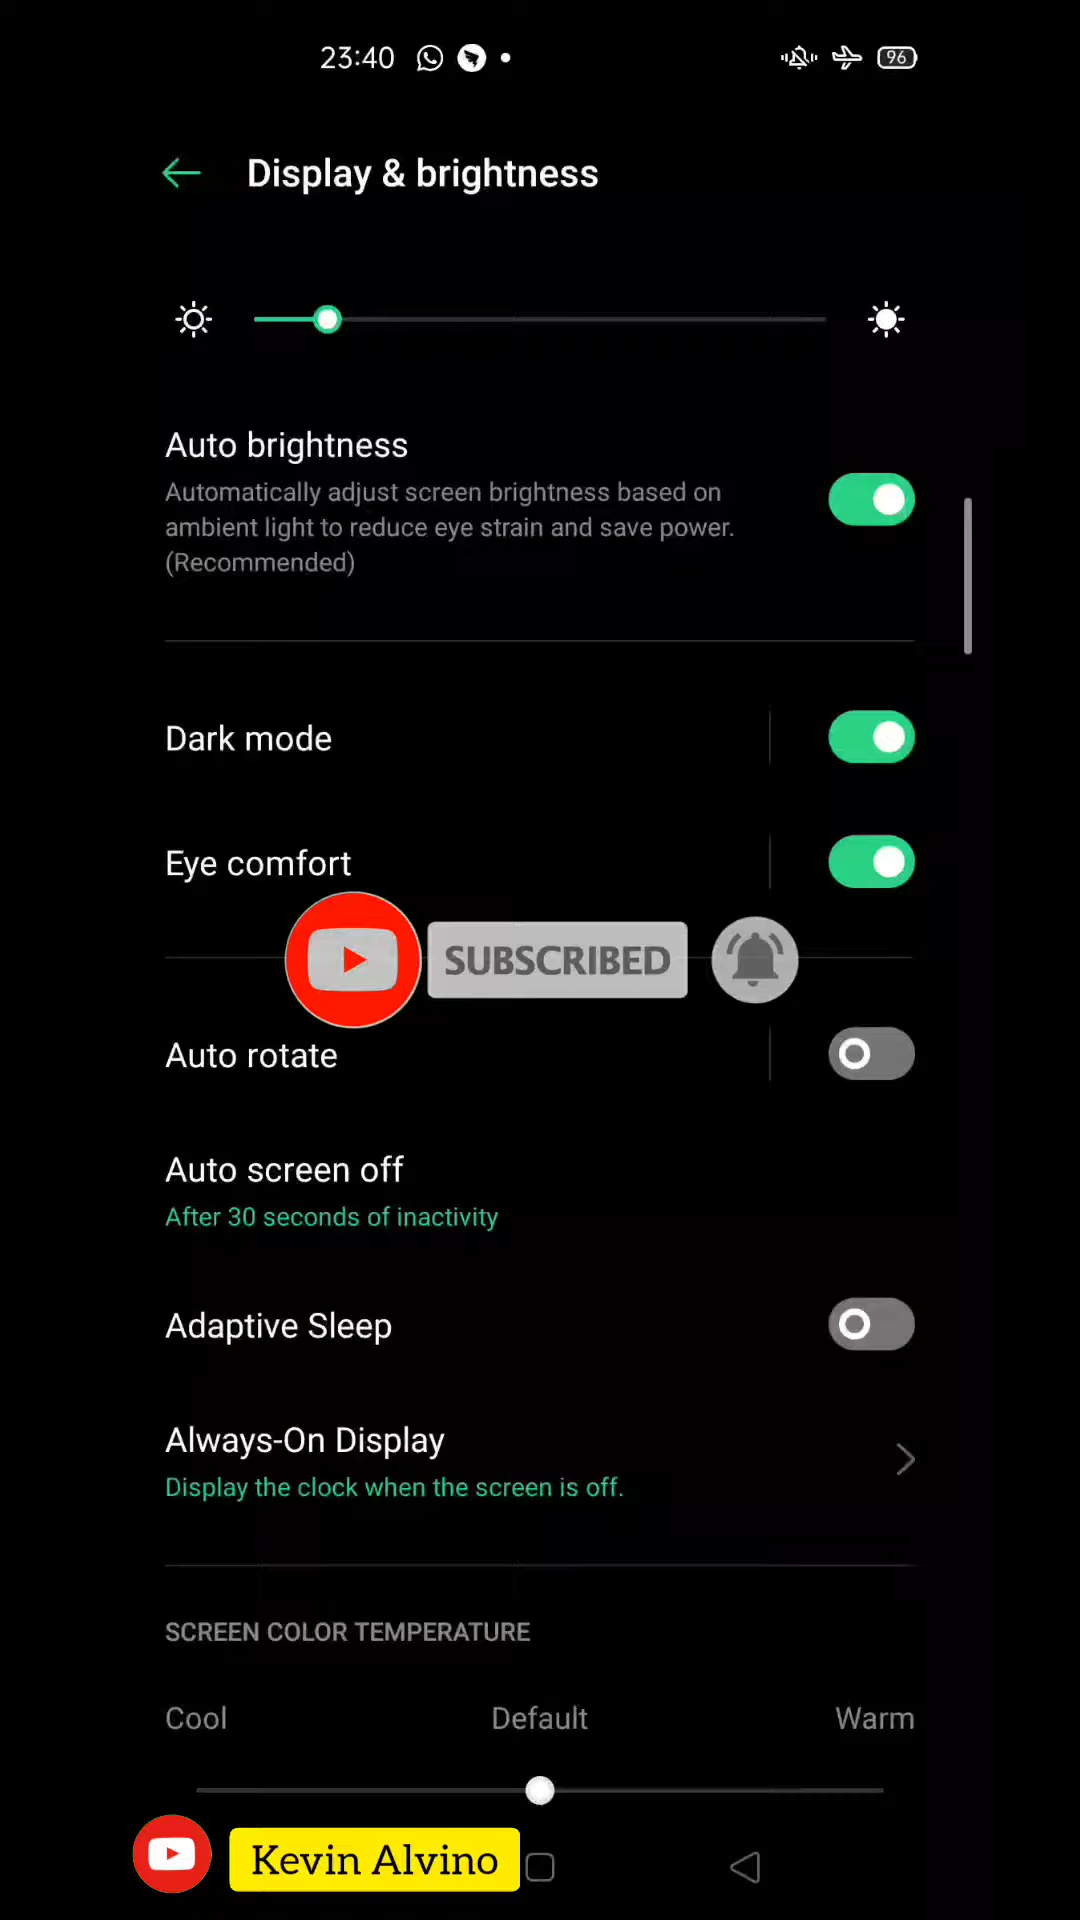 23:40
96
Display & brightness
Auto brightness
Automatically adjust screen brightness based on
ambient light to reduce eye strain and save power.
(Recommended)
Dark mode
Eye comfort
SUBSCRIBED
Auto rotate
Auto screen off
After 30 seconds of inactivity
Adaptive Sleep
Always-On Display
Display the clock when the screen is off.
SCREEN COLOR TEMPERATURE
Cool Default Warm
Kevin Alvino